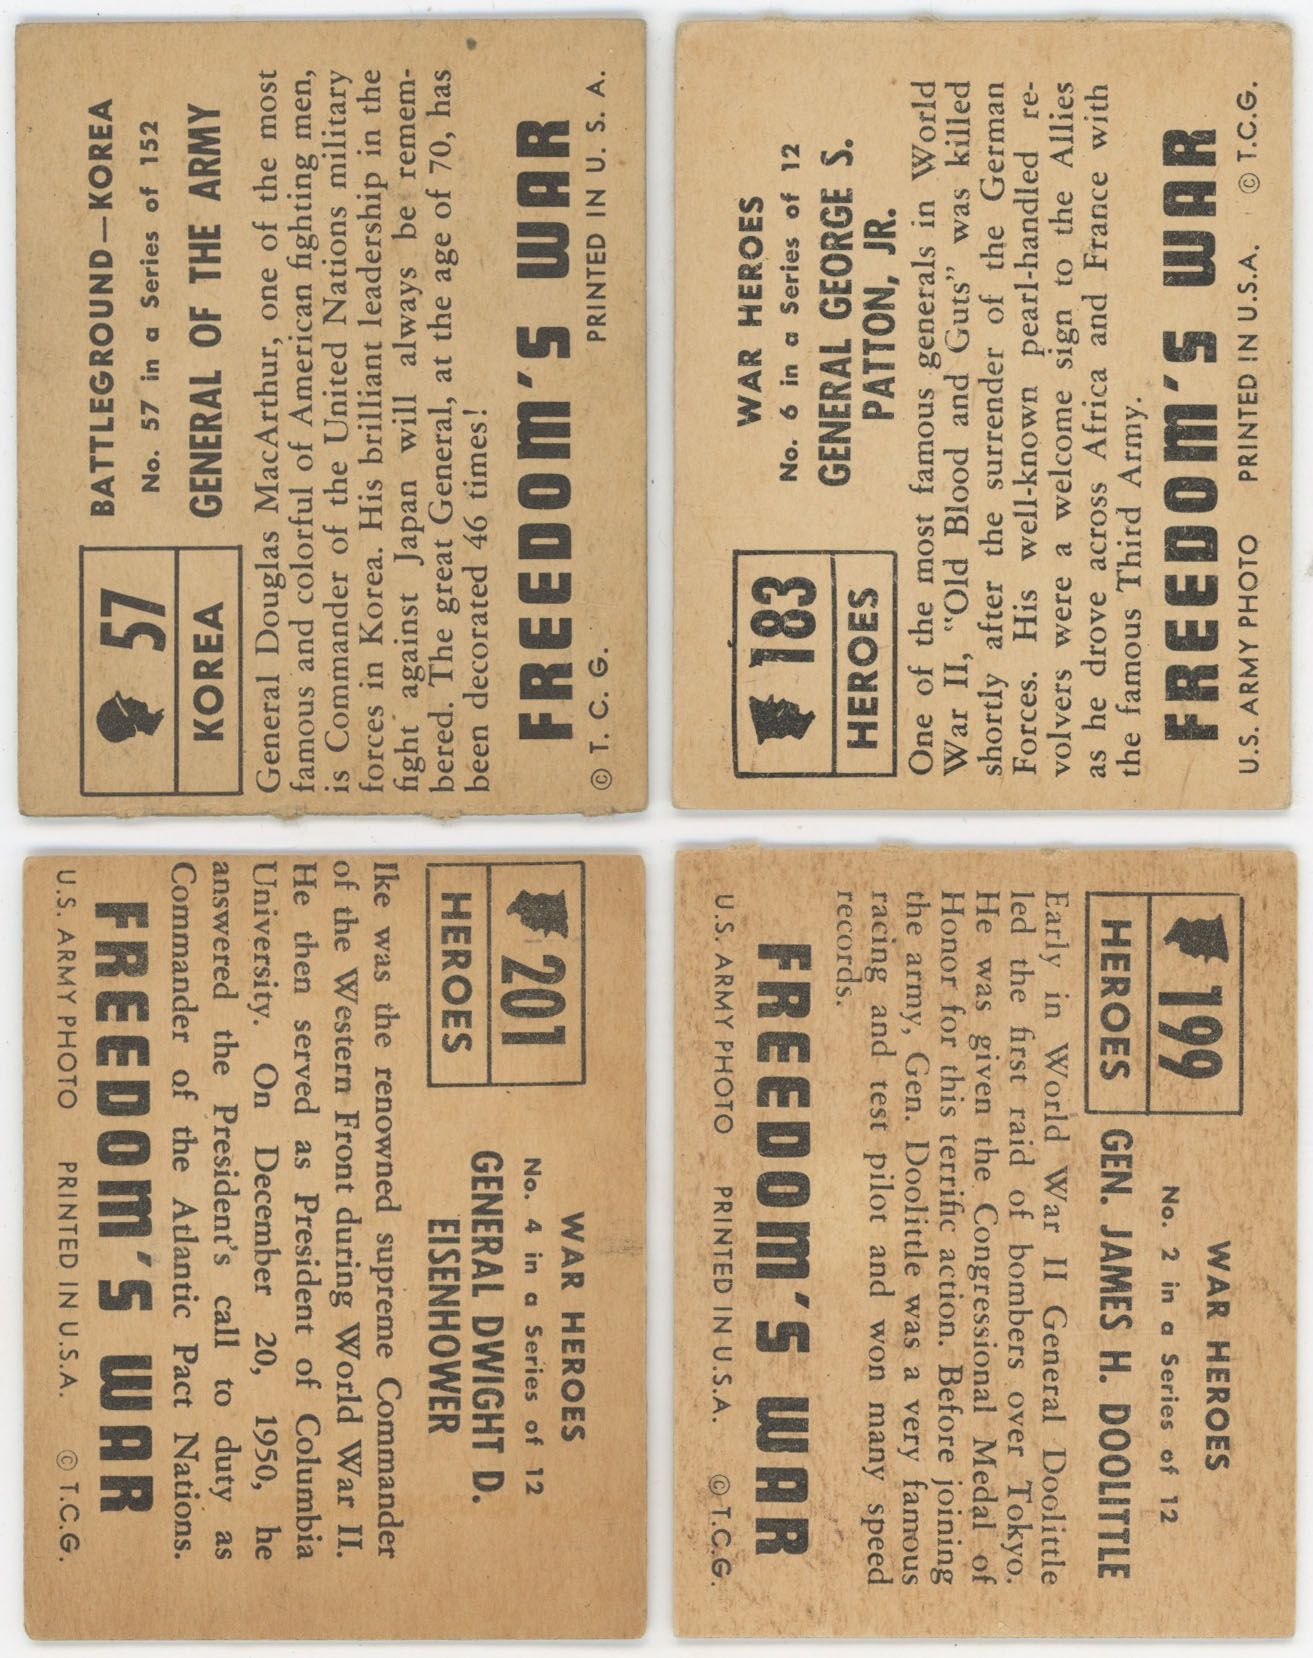 57
KOREA
BATTLEGROUND—KOREA
No. 57 in a Series of 152
GENERAL OF THE ARMY
General Douglas MacArthur, one of the most
famous and colorful of American fighting men,
is Commander of the United Nations military
forces in Korea. His brilliant leadership in the
fight against Japan will always be remem-
bered. The great General, at the age of 70, has
been decorated 46 times!
FREEDOM'S WAR
© T. C. G. PRINTED IN U. S. A.
183
HEROES
WAR HEROES
No. 6 in a Series of 12
GENERAL GEORGE S.
PATTON, JR.
One of the most famous generals in World
War II, "Old Blood and Guts" was killed
shortly after the surrender of the German
Forces. His well-known pearl-handled re-
volvers were a welcome sign to the Allies
as he drove across Africa and France with
the famous Third Army.
FREEDOM'S WAR
U.S. ARMY PHOTO PRINTED IN U.S.A. © T.C.G.
201
HEROES
WAR HEROES
No. 4 in a Series of 12
GENERAL DWIGHT D.
EISENHOWER
Ike was the renowned supreme Commander
of the Western Front during World War II.
He then served as President of Columbia
University. On December 20, 1950, he
answered the President's call to duty as
Commander of the Atlantic Pact Nations.
FREEDOM'S WAR
U.S. ARMY PHOTO PRINTED IN U.S.A. © T.C.G.
199
HEROES
WAR HEROES
No. 2 in a Series of 12
GEN. JAMES H. DOOLITTLE
Early in World War II General Doolittle
led the first raid of bombers over Tokyo.
He was given the Congressional Medal of
Honor for this terrific action. Before joining
the army, Gen. Doolittle was a very famous
racing and test pilot and won many speed
records.
FREEDOM'S WAR
U.S. ARMY PHOTO PRINTED IN U.S.A. © T.C.G.